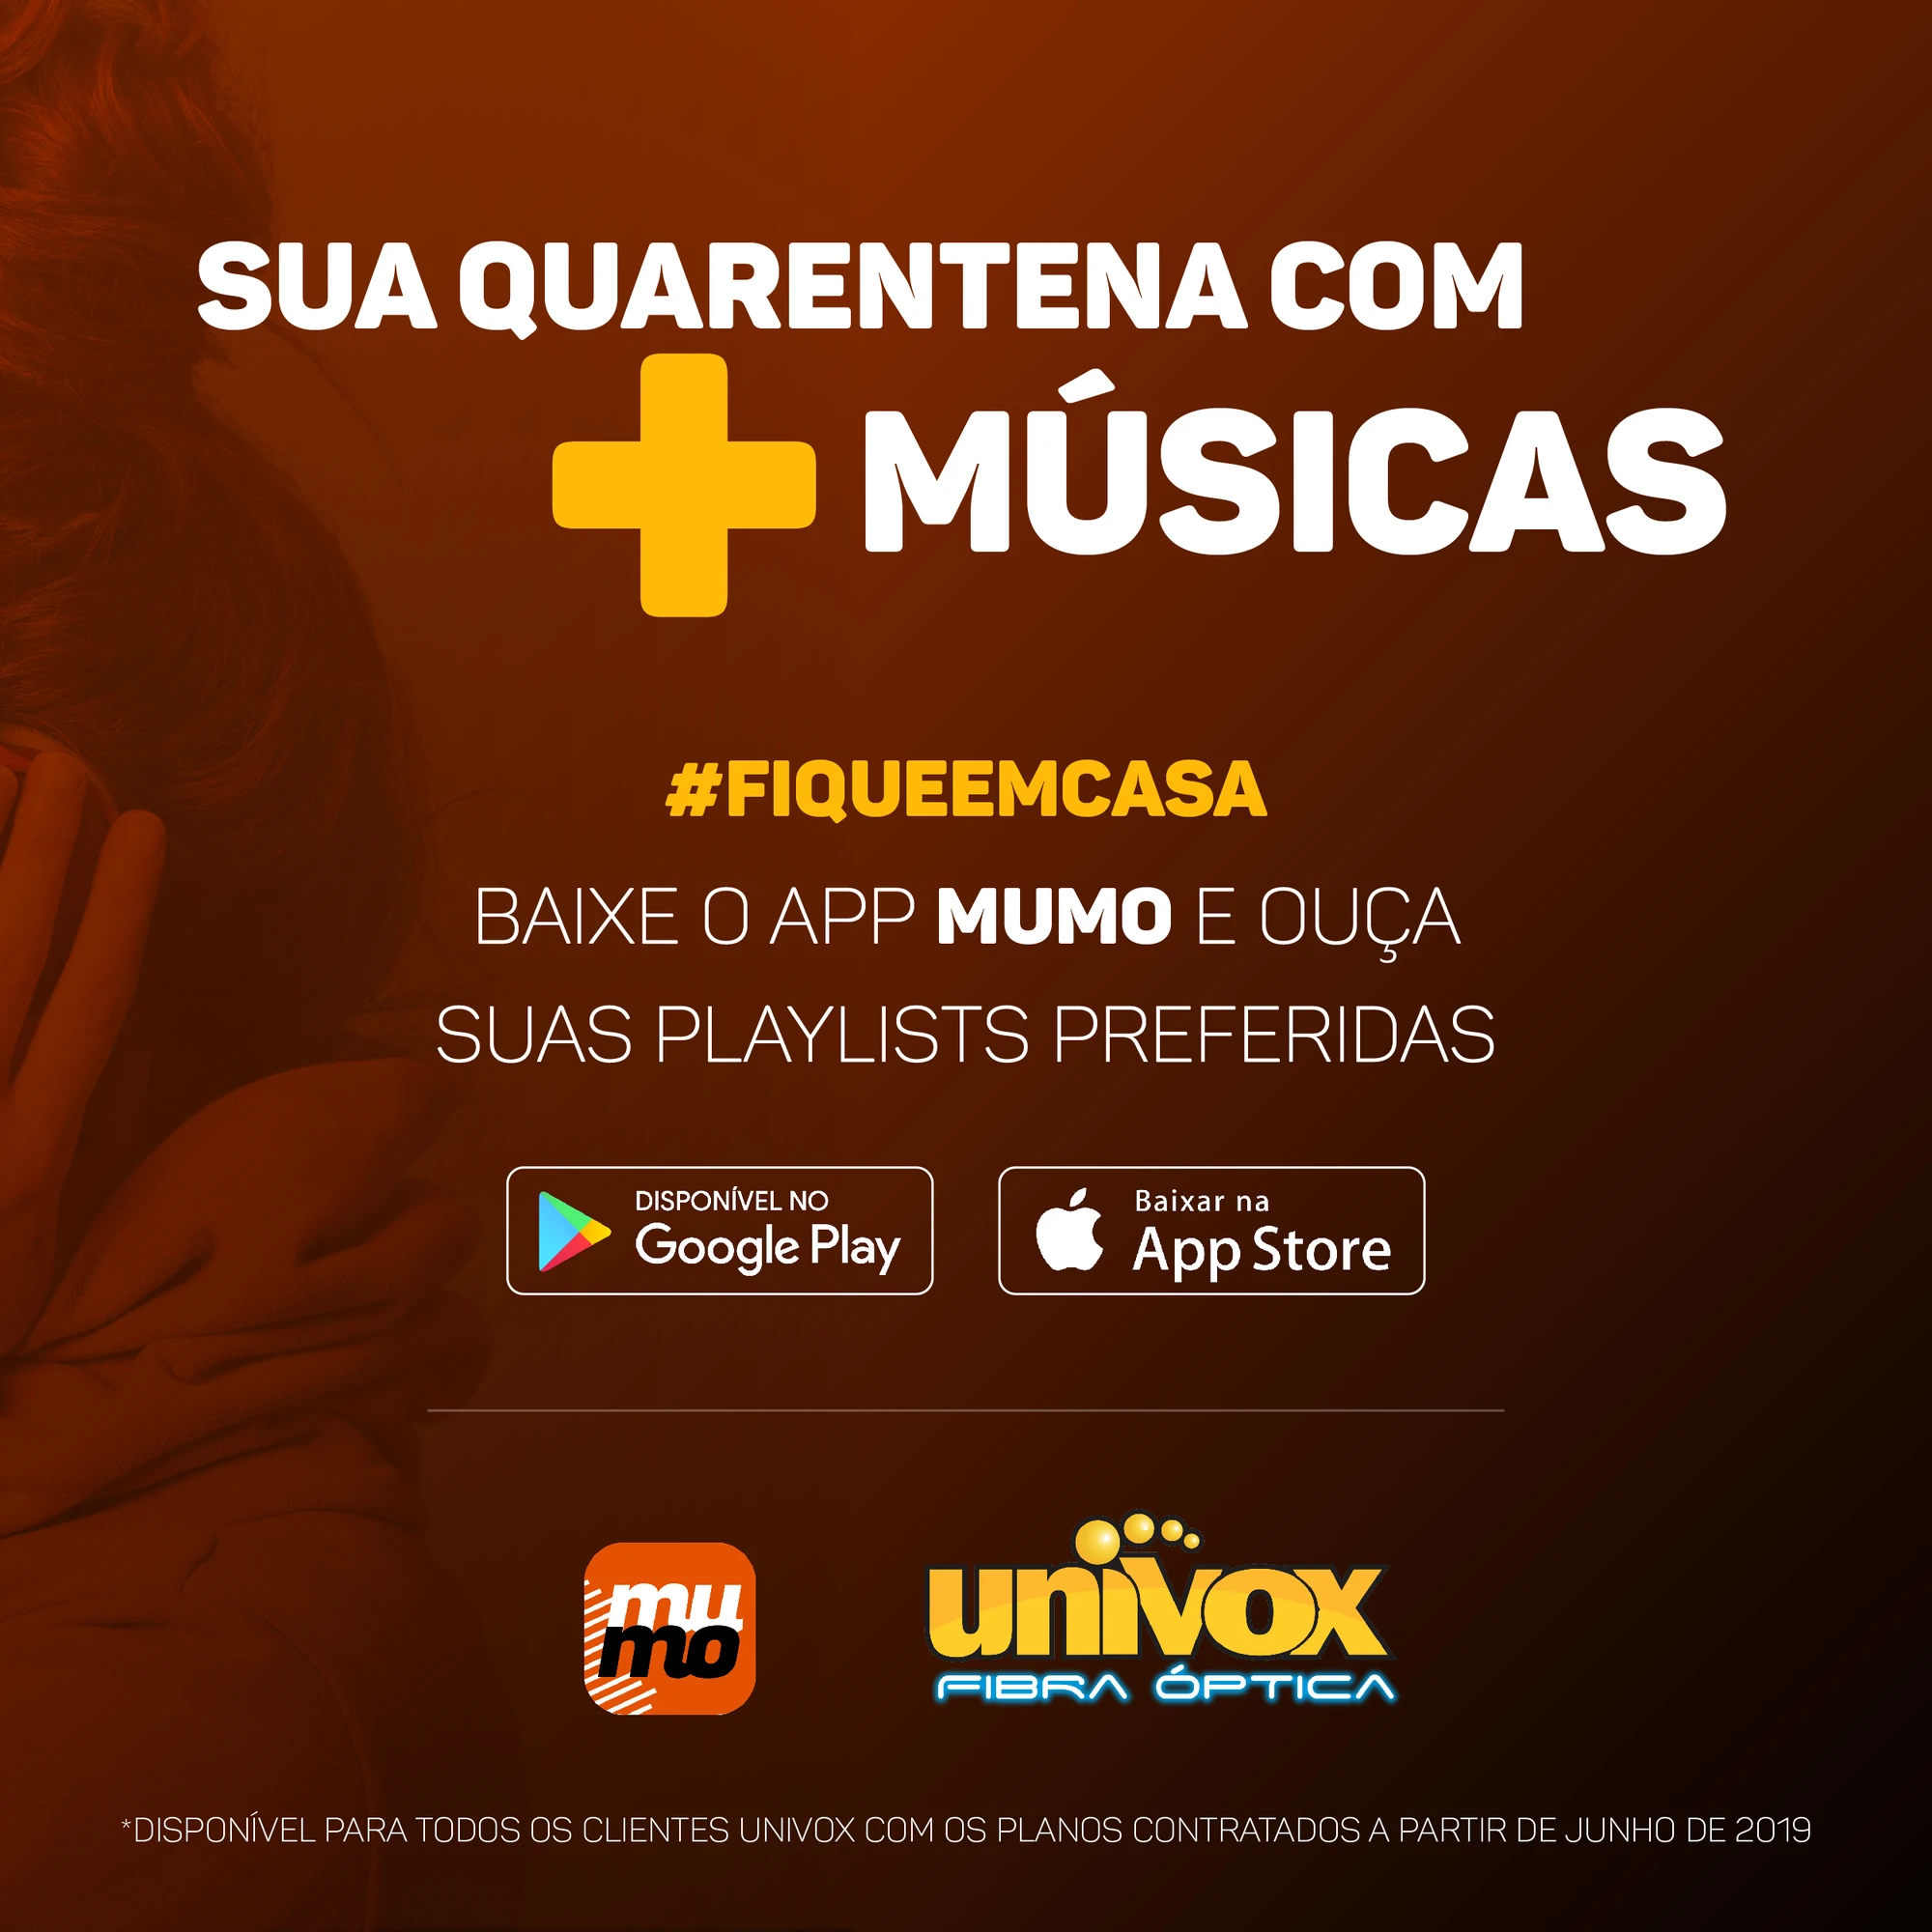 SUA QUARENTENA COM
+ MÚSICAS
#FIQUEEMCASA
BAIXE O APP MUMO E OUÇA
SUAS PLAYLISTS PREFERIDAS
DISPONÍVEL NO
Google Play
Baixar na
App Store
mu
mo
univox
FIBRA ÓPTICA
*DISPONÍVEL PARA TODOS OS CLIENTES UNIVOX COM OS PLANOS CONTRATADOS A PARTIR DE JUNHO DE 2019